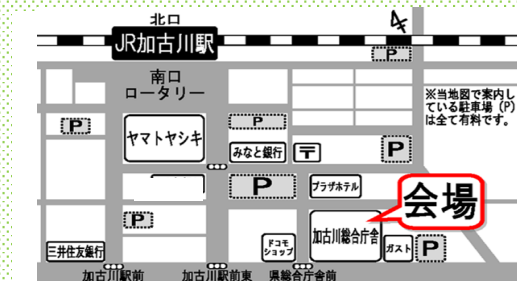 北口
JR加古川駅
P
南口
ロータリー
※当地図で案内し
ている駐車場（P）
は全て有料です。
P
P
ヤマトヤシキ
みなと銀行
〒
P
P
プラザホテル
会場
P
加古川総合庁舎
ドコモ
ショップ
ガスト
P
三井住友銀行
加古川駅前
加古川駅前東
県総合庁舎前